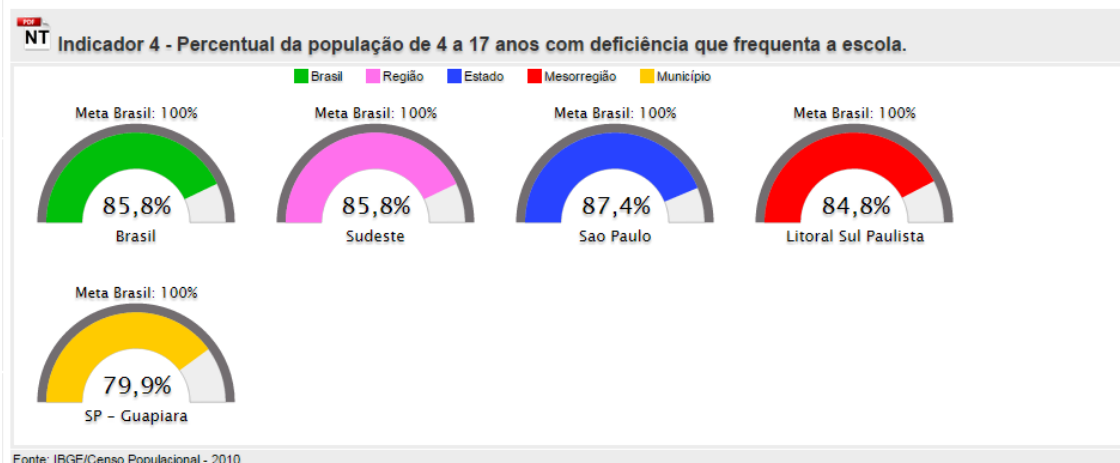 PDF
NT
Indicador 4 - Percentual da população de 4 a 17 anos com deficiência que frequenta a escola.
Brasil Região Estado Mesorregião Município
Meta Brasil: 100% Meta Brasil: 100% Meta Brasil: 100% Meta Brasil: 100%
85,8% 85,8% 87,4% 84,8%
Brasil Sudeste Sao Paulo Litoral Sul Paulista
Meta Brasil: 100%
79,9%
SP - Guapiara
Fonte: IBGE/Censo Populacional - 2010